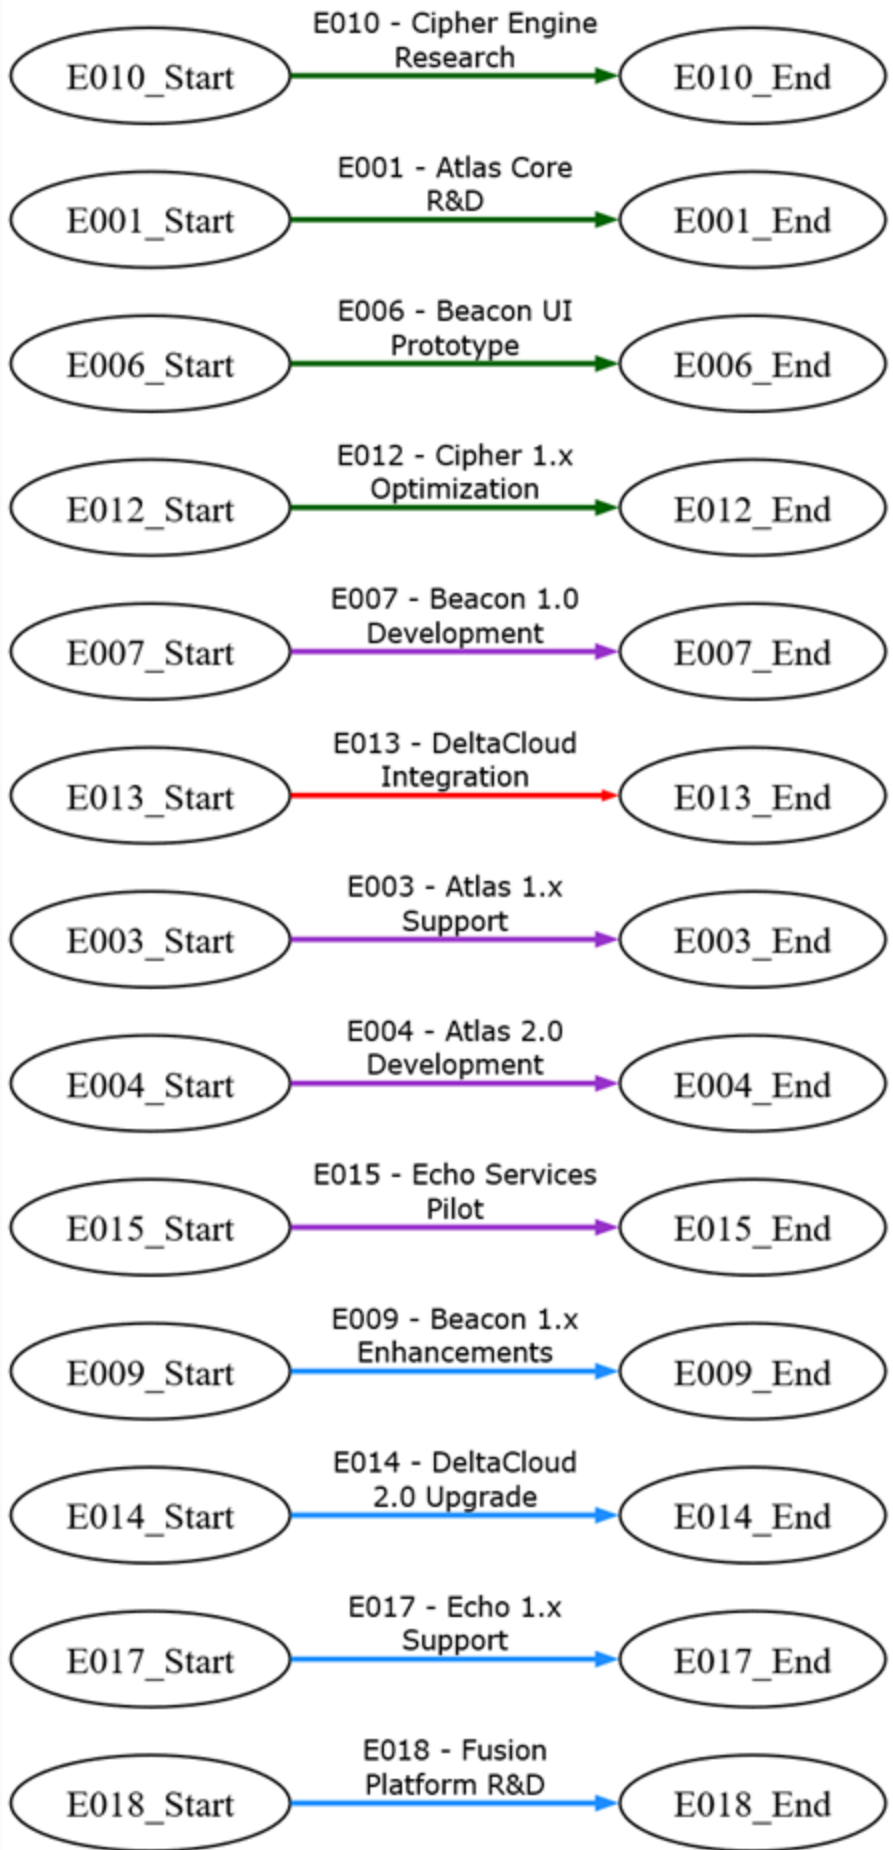 E010 - Cipher Engine
Research
E010_Start
E010_End
E001 - Atlas Core
R&D
E001_Start
E001_End
E006 - Beacon UI
Prototype
E006_Start
E006_End
E012 - Cipher 1.x
Optimization
E012_Start
E012_End
E007 - Beacon 1.0
Development
E007_Start
E007_End
E013 - DeltaCloud
Integration
E013_Start
E013_End
E003 - Atlas 1.x
Support
E003_Start
E003_End
E004 - Atlas 2.0
Development
E004_Start
E004_End
E015 - Echo Services
Pilot
E015_Start
E015_End
E009 - Beacon 1.x
Enhancements
E009_Start
E009_End
E014 - DeltaCloud
2.0 Upgrade
E014_Start
E014_End
E017 - Echo 1.x
Support
E017_Start
E017_End
E018 - Fusion
Platform R&D
E018_Start
E018_End